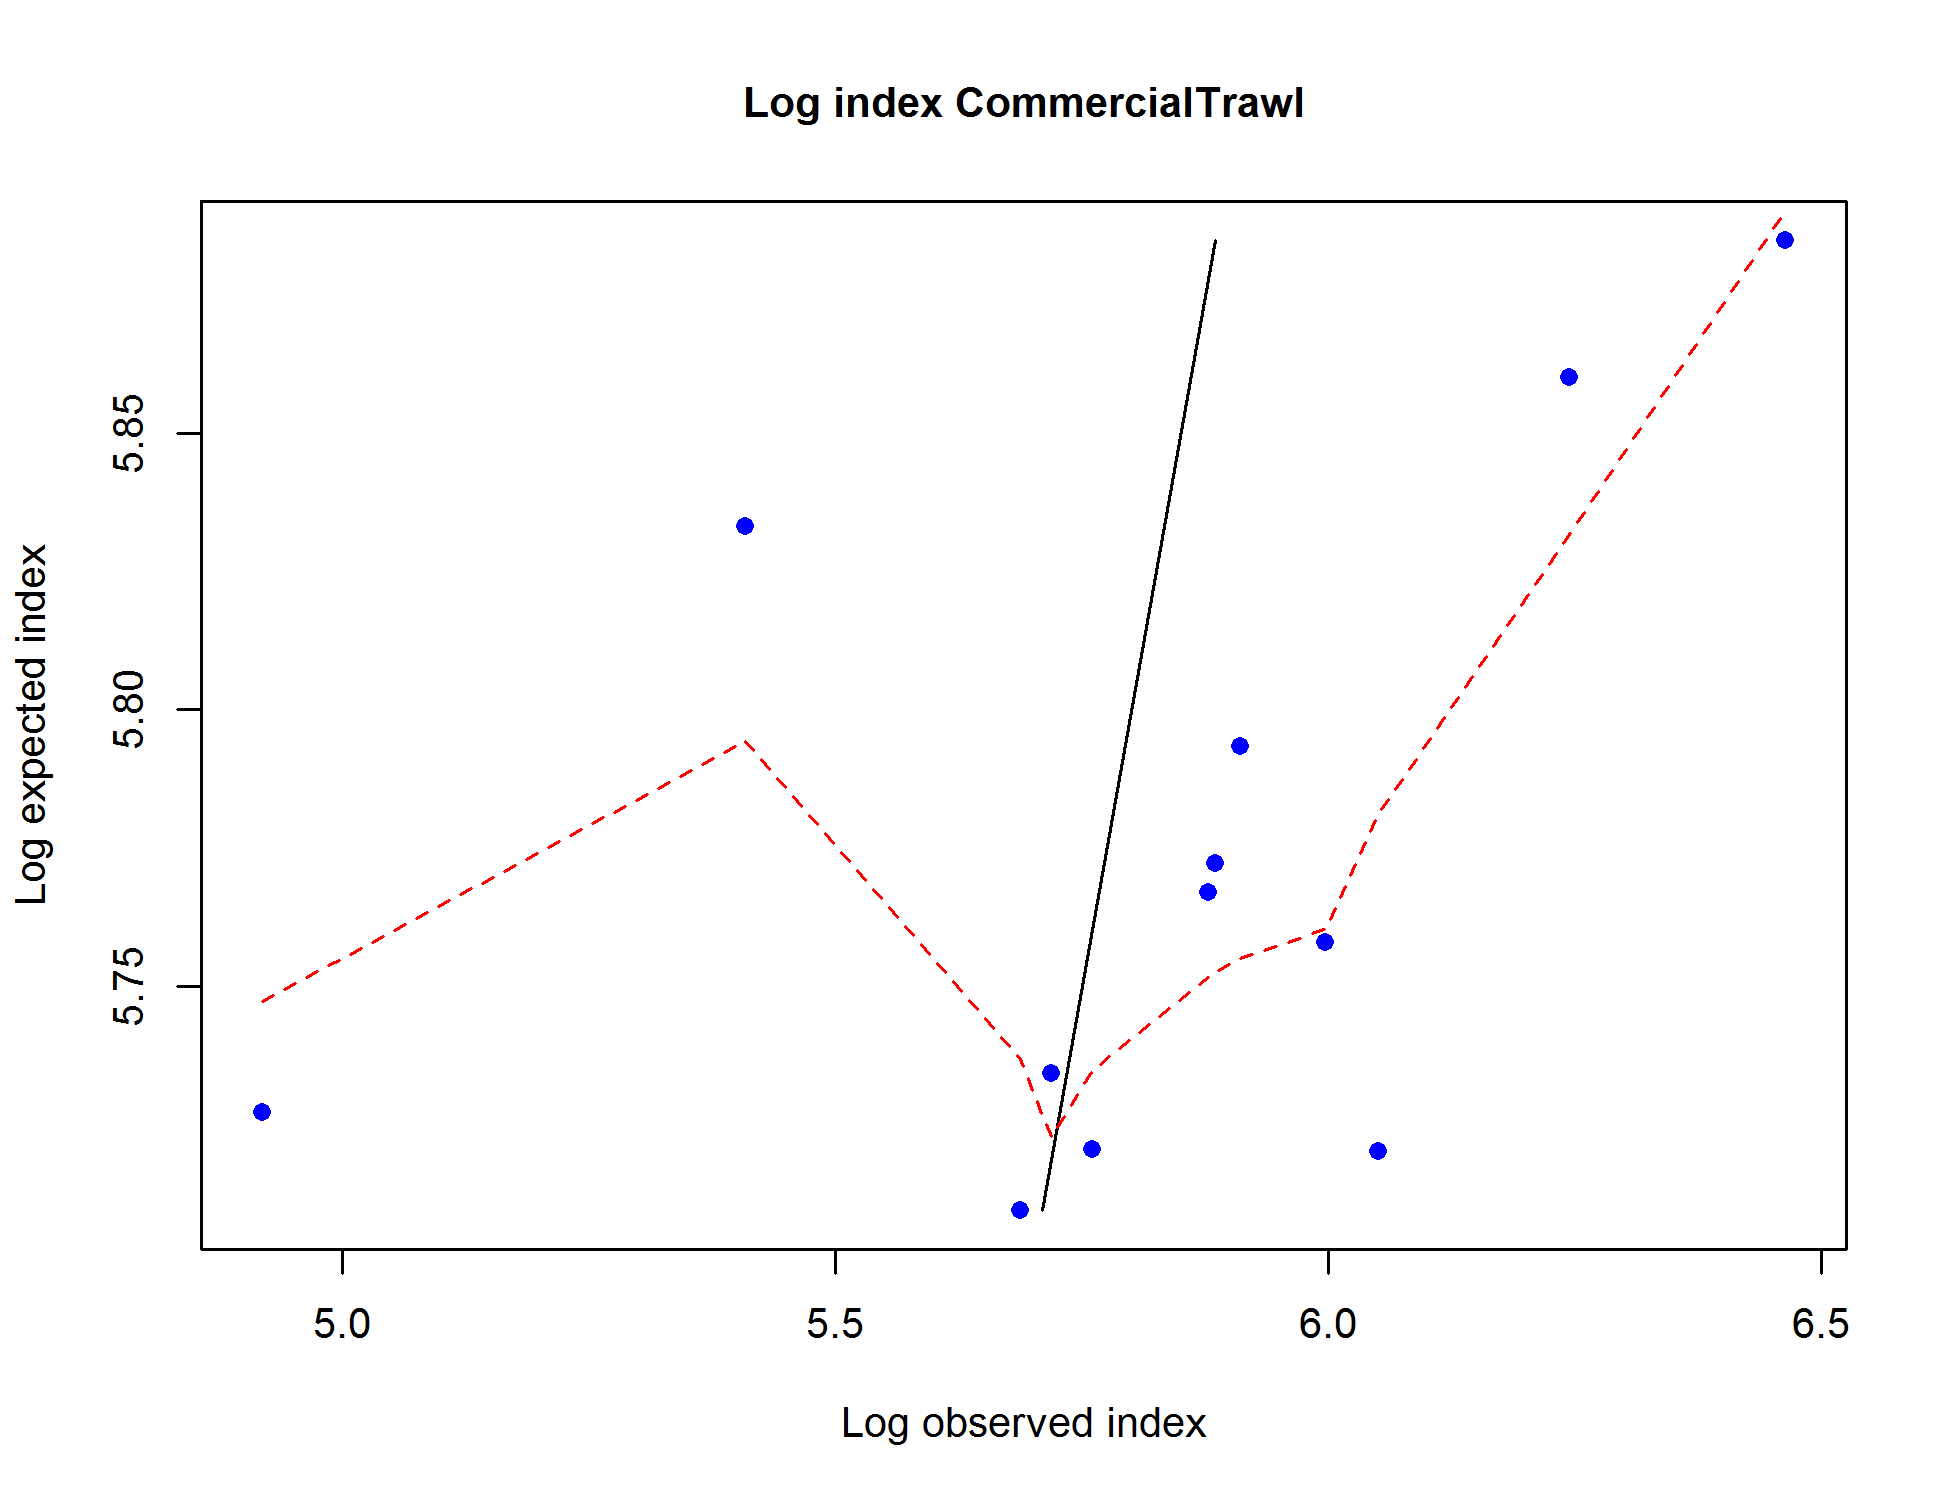 Log index CommercialTrawl
Log expected index
5.85
5.80
5.75
5.0 5.5 6.0 6.5
Log observed index